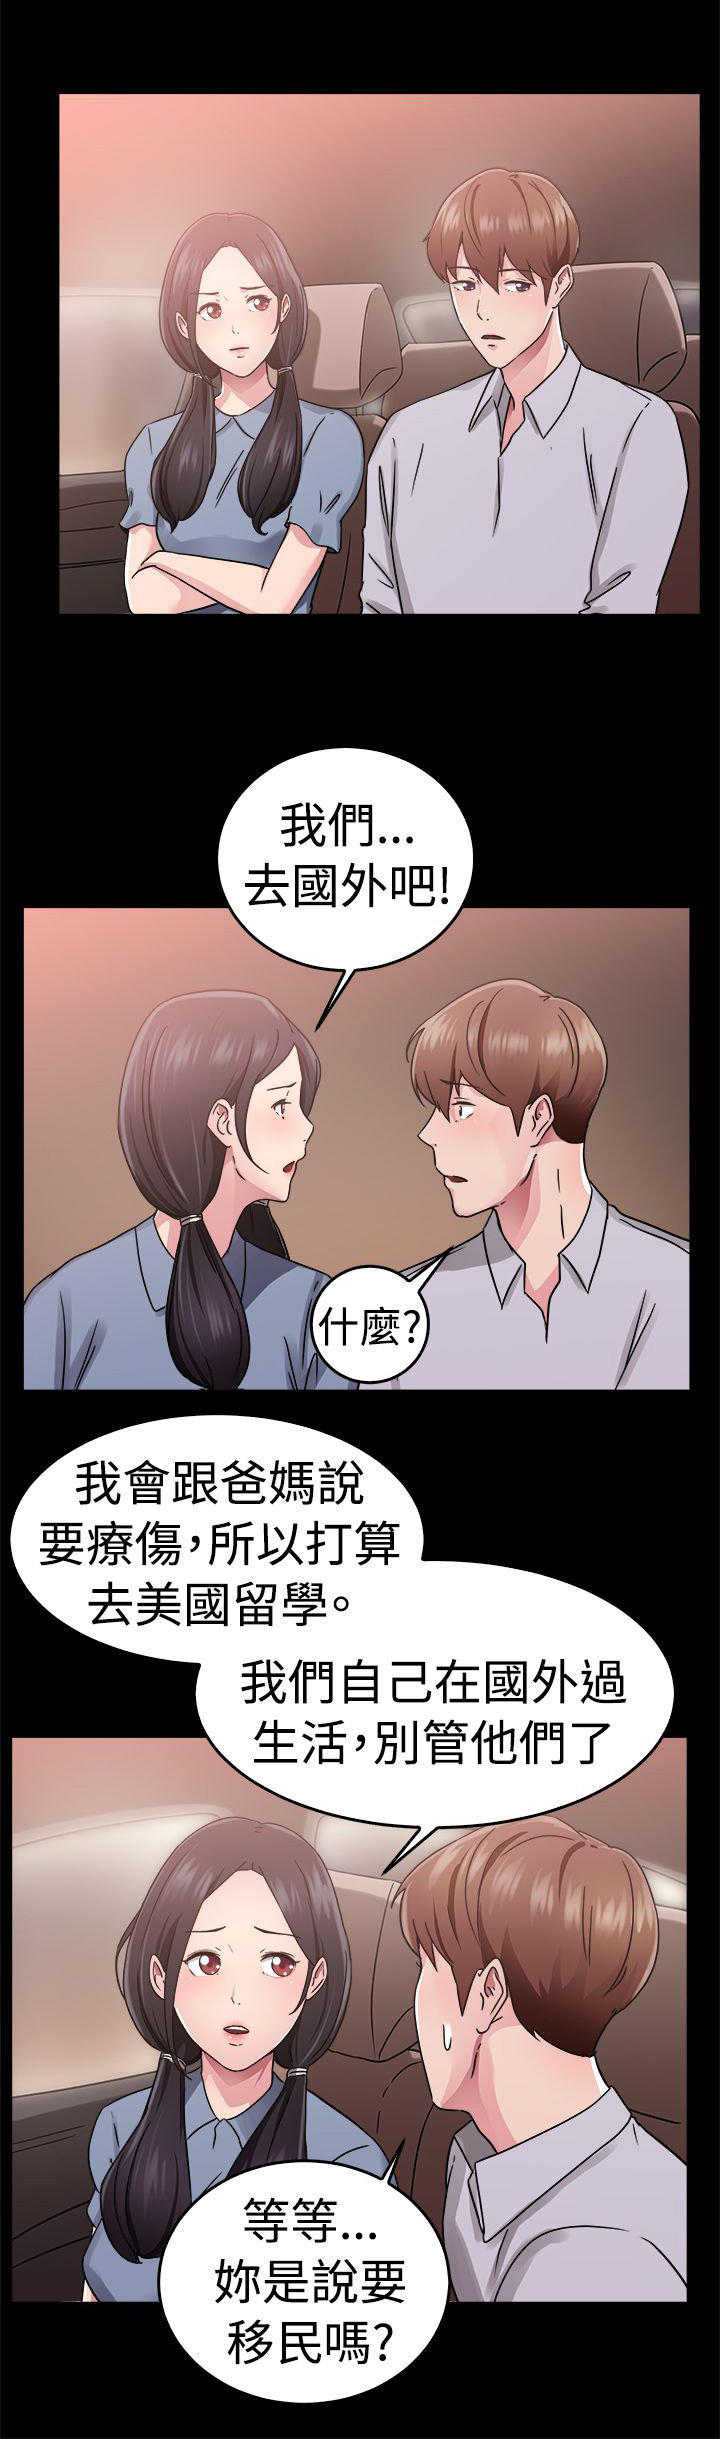 我們...
去國外吧!
什麼?
我會跟爸媽說
要療傷,所以打算
去美國留學。
我們自己在國外過
生活,別管他們了
等等...
妳是說要
移民嗎?